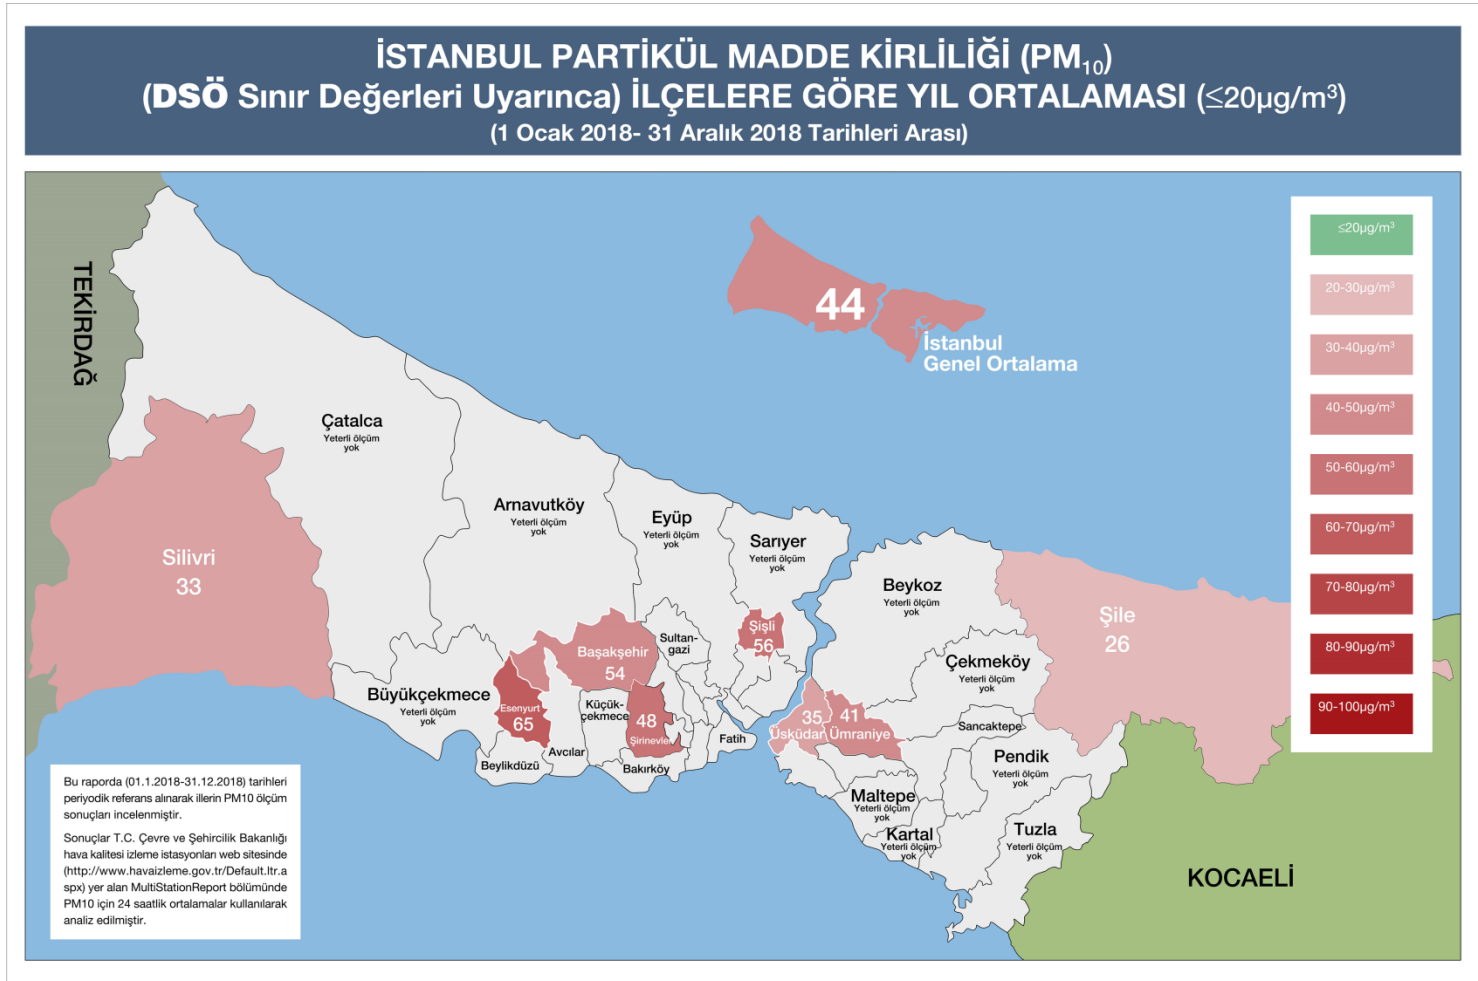 İSTANBUL PARTİKÜL MADDE KİRLİLİĞİ (PM10)
(DSÖ Sınır Değerleri Uyarınca) İLÇELERE GÖRE YIL ORTALAMASI (≤20µg/m³)
(1 Ocak 2018- 31 Aralık 2018 Tarihleri Arası)
TEKİRDAĞ
44
İstanbul
Genel Ortalama
≤20µg/m³
20-30µg/m³
30-40µg/m³
40-50µg/m³
50-60µg/m³
60-70µg/m³
70-80µg/m³
80-90µg/m³
90-100µg/m³
Çatalca
Yeterli ölçüm
yok
Silivri
33
Arnavutköy
Yeterli ölçüm
yok
Eyüp
Yeterli ölçüm
yok
Sarıyer
Yeterli ölçüm
yok
Beykoz
Yeterli ölçüm
yok
Şile
26
Şişli
56
Sultan-
gazi
Başakşehir
54
Çekmeköy
Yeterli ölçüm
yok
Büyükçekmece
Yeterli ölçüm
yok
Esenyurt
65
Küçük-
çekmece
48
Şirinevler
35
Üsküdar
41
Ümraniye
Sancaktepe
Fatih
Avcılar
Beylikdüzü
Bakırköy
Pendik
Yeterli ölçüm
yok
Maltepe
Yeterli ölçüm
yok
Kartal
Yeterli ölçüm
yok
Tuzla
Yeterli ölçüm
yok
KOCAELİ
Bu raporda (01.1.2018-31.12.2018) tarihleri
periyodik referans alınarak illerin PM10 ölçüm
sonuçları incelenmiştir.
Sonuçlar T.C. Çevre ve Şehircilik Bakanlığı
hava kalitesi izleme istasyonları web sitesinde
(http://www.havaizleme.gov.tr/Default.ltr.a
spx) yer alan MultiStationReport bölümünde
PM10 için 24 saatlik ortalamalar kullanılarak
analiz edilmiştir.